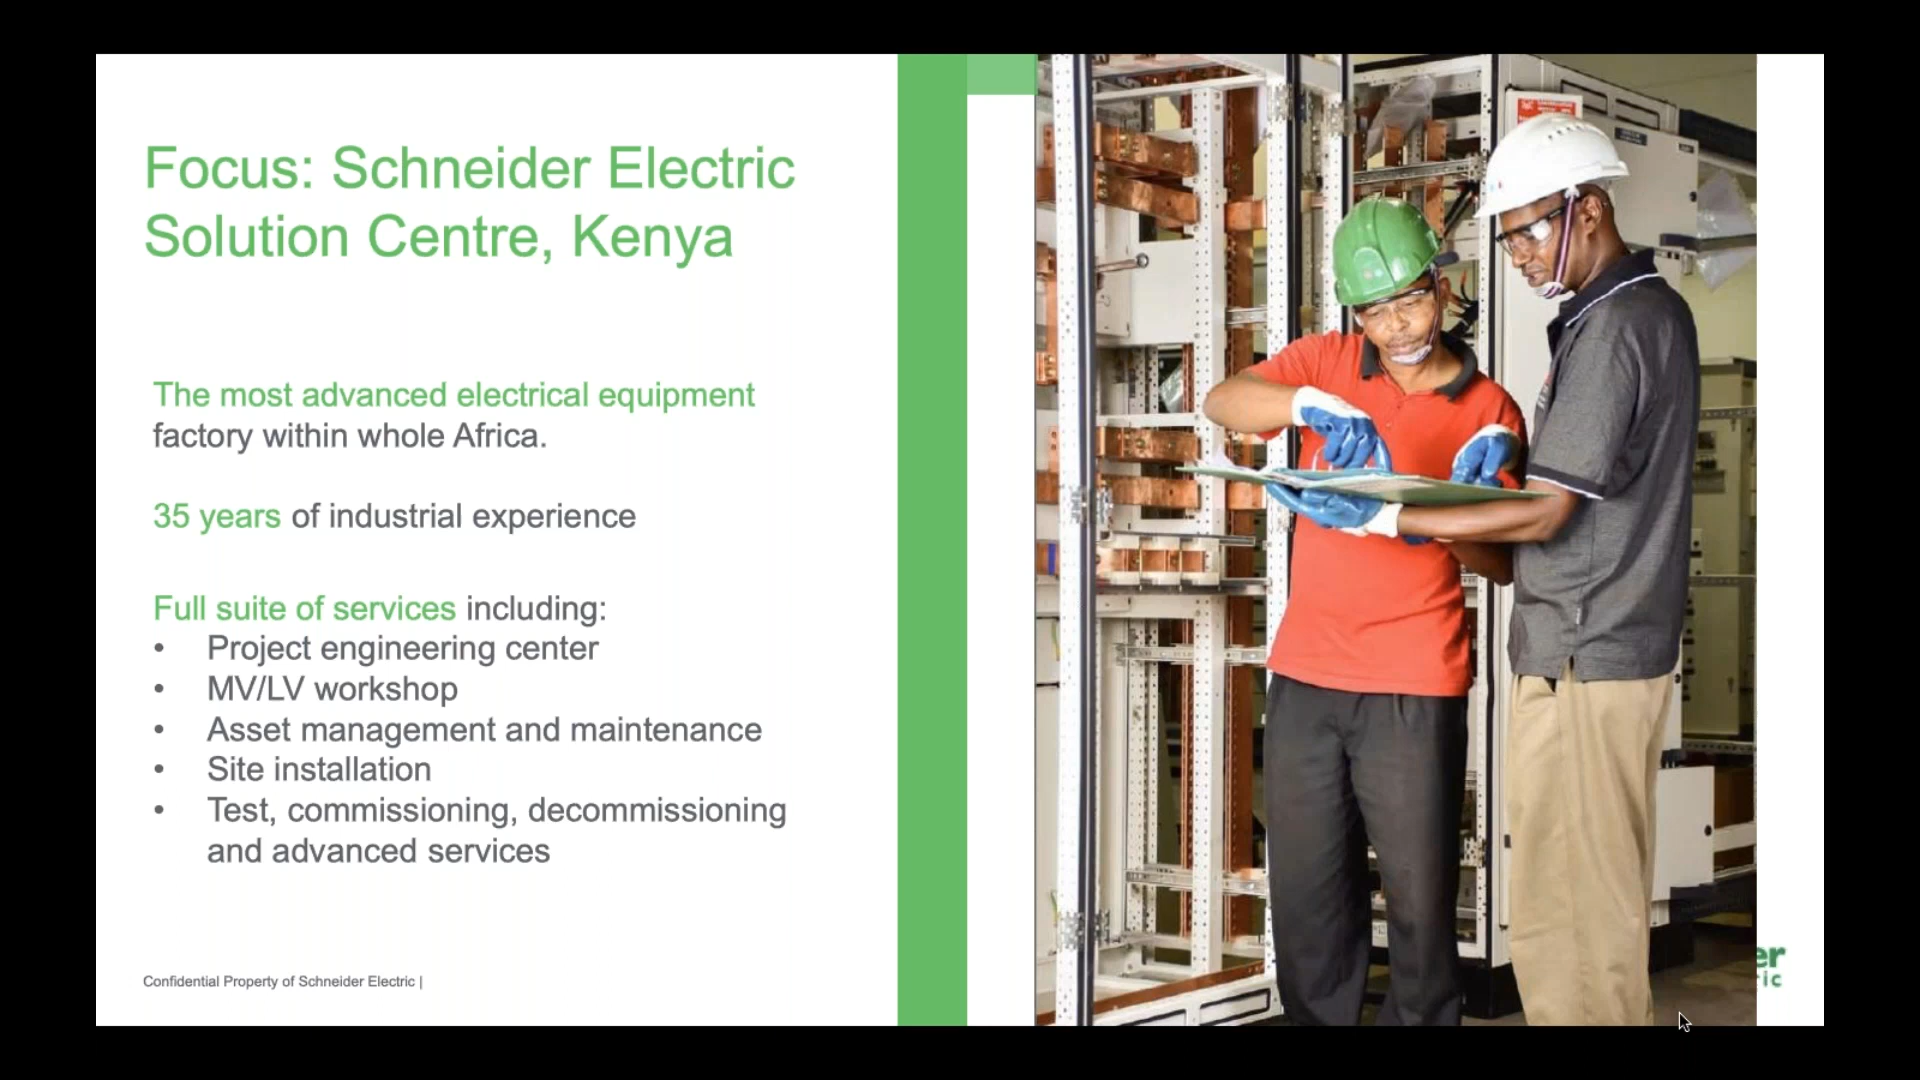 Focus: Schneider Electric
Solution Centre, Kenya
The most advanced electrical equipment
factory within whole Africa.
35 years of industrial experience
Full suite of services including:
• Project engineering center
• MV/LV workshop
• Asset management and maintenance
• Site installation
• Test, commissioning, decommissioning
and advanced services
Confidential Property of Schneider Electric |
er
ric